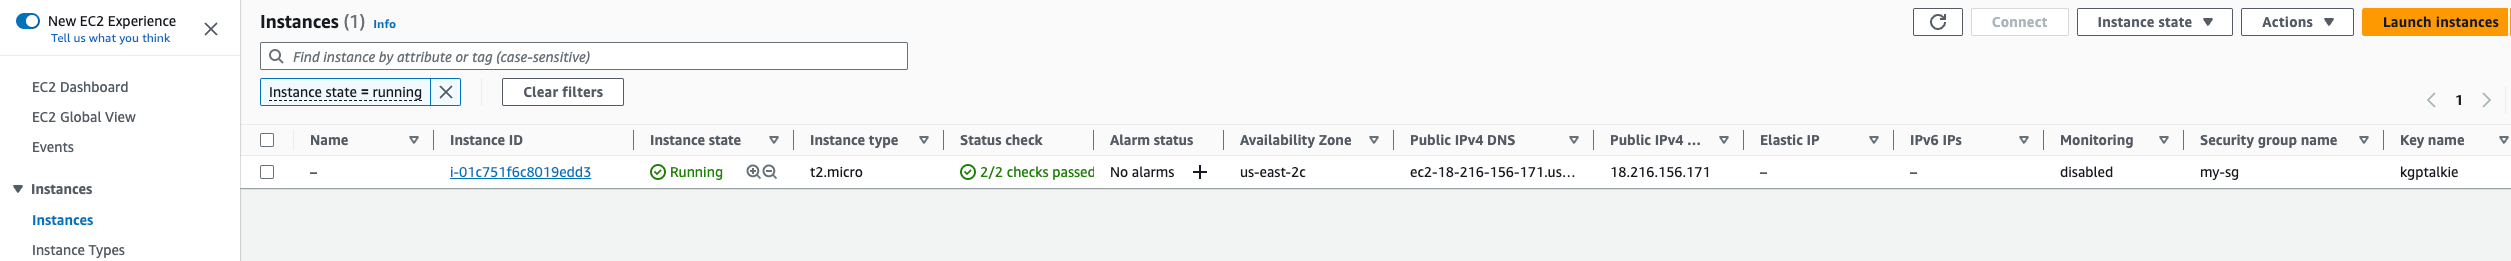 New EC2 Experience
Tell us what you think
EC2 Dashboard
EC2 Global View
Events
Instances
Instances
Instance Types
Instances (1) Info
Connect
Instance state
Actions
Launch instances
Find instance by attribute or tag (case-sensitive)
Instance state = running
Clear filters
1
Name Instance ID Instance state Instance type Status check Alarm status Availability Zone Public IPv4 DNS Public IPv4 ... Elastic IP IPv6 IPs Monitoring Security group name Key name
– i-01c751f6c8019edd3 Running t2.micro 2/2 checks passed No alarms + us-east-2c ec2-18-216-156-171.us... 18.216.156.171 – – disabled my-sg kgptalkie